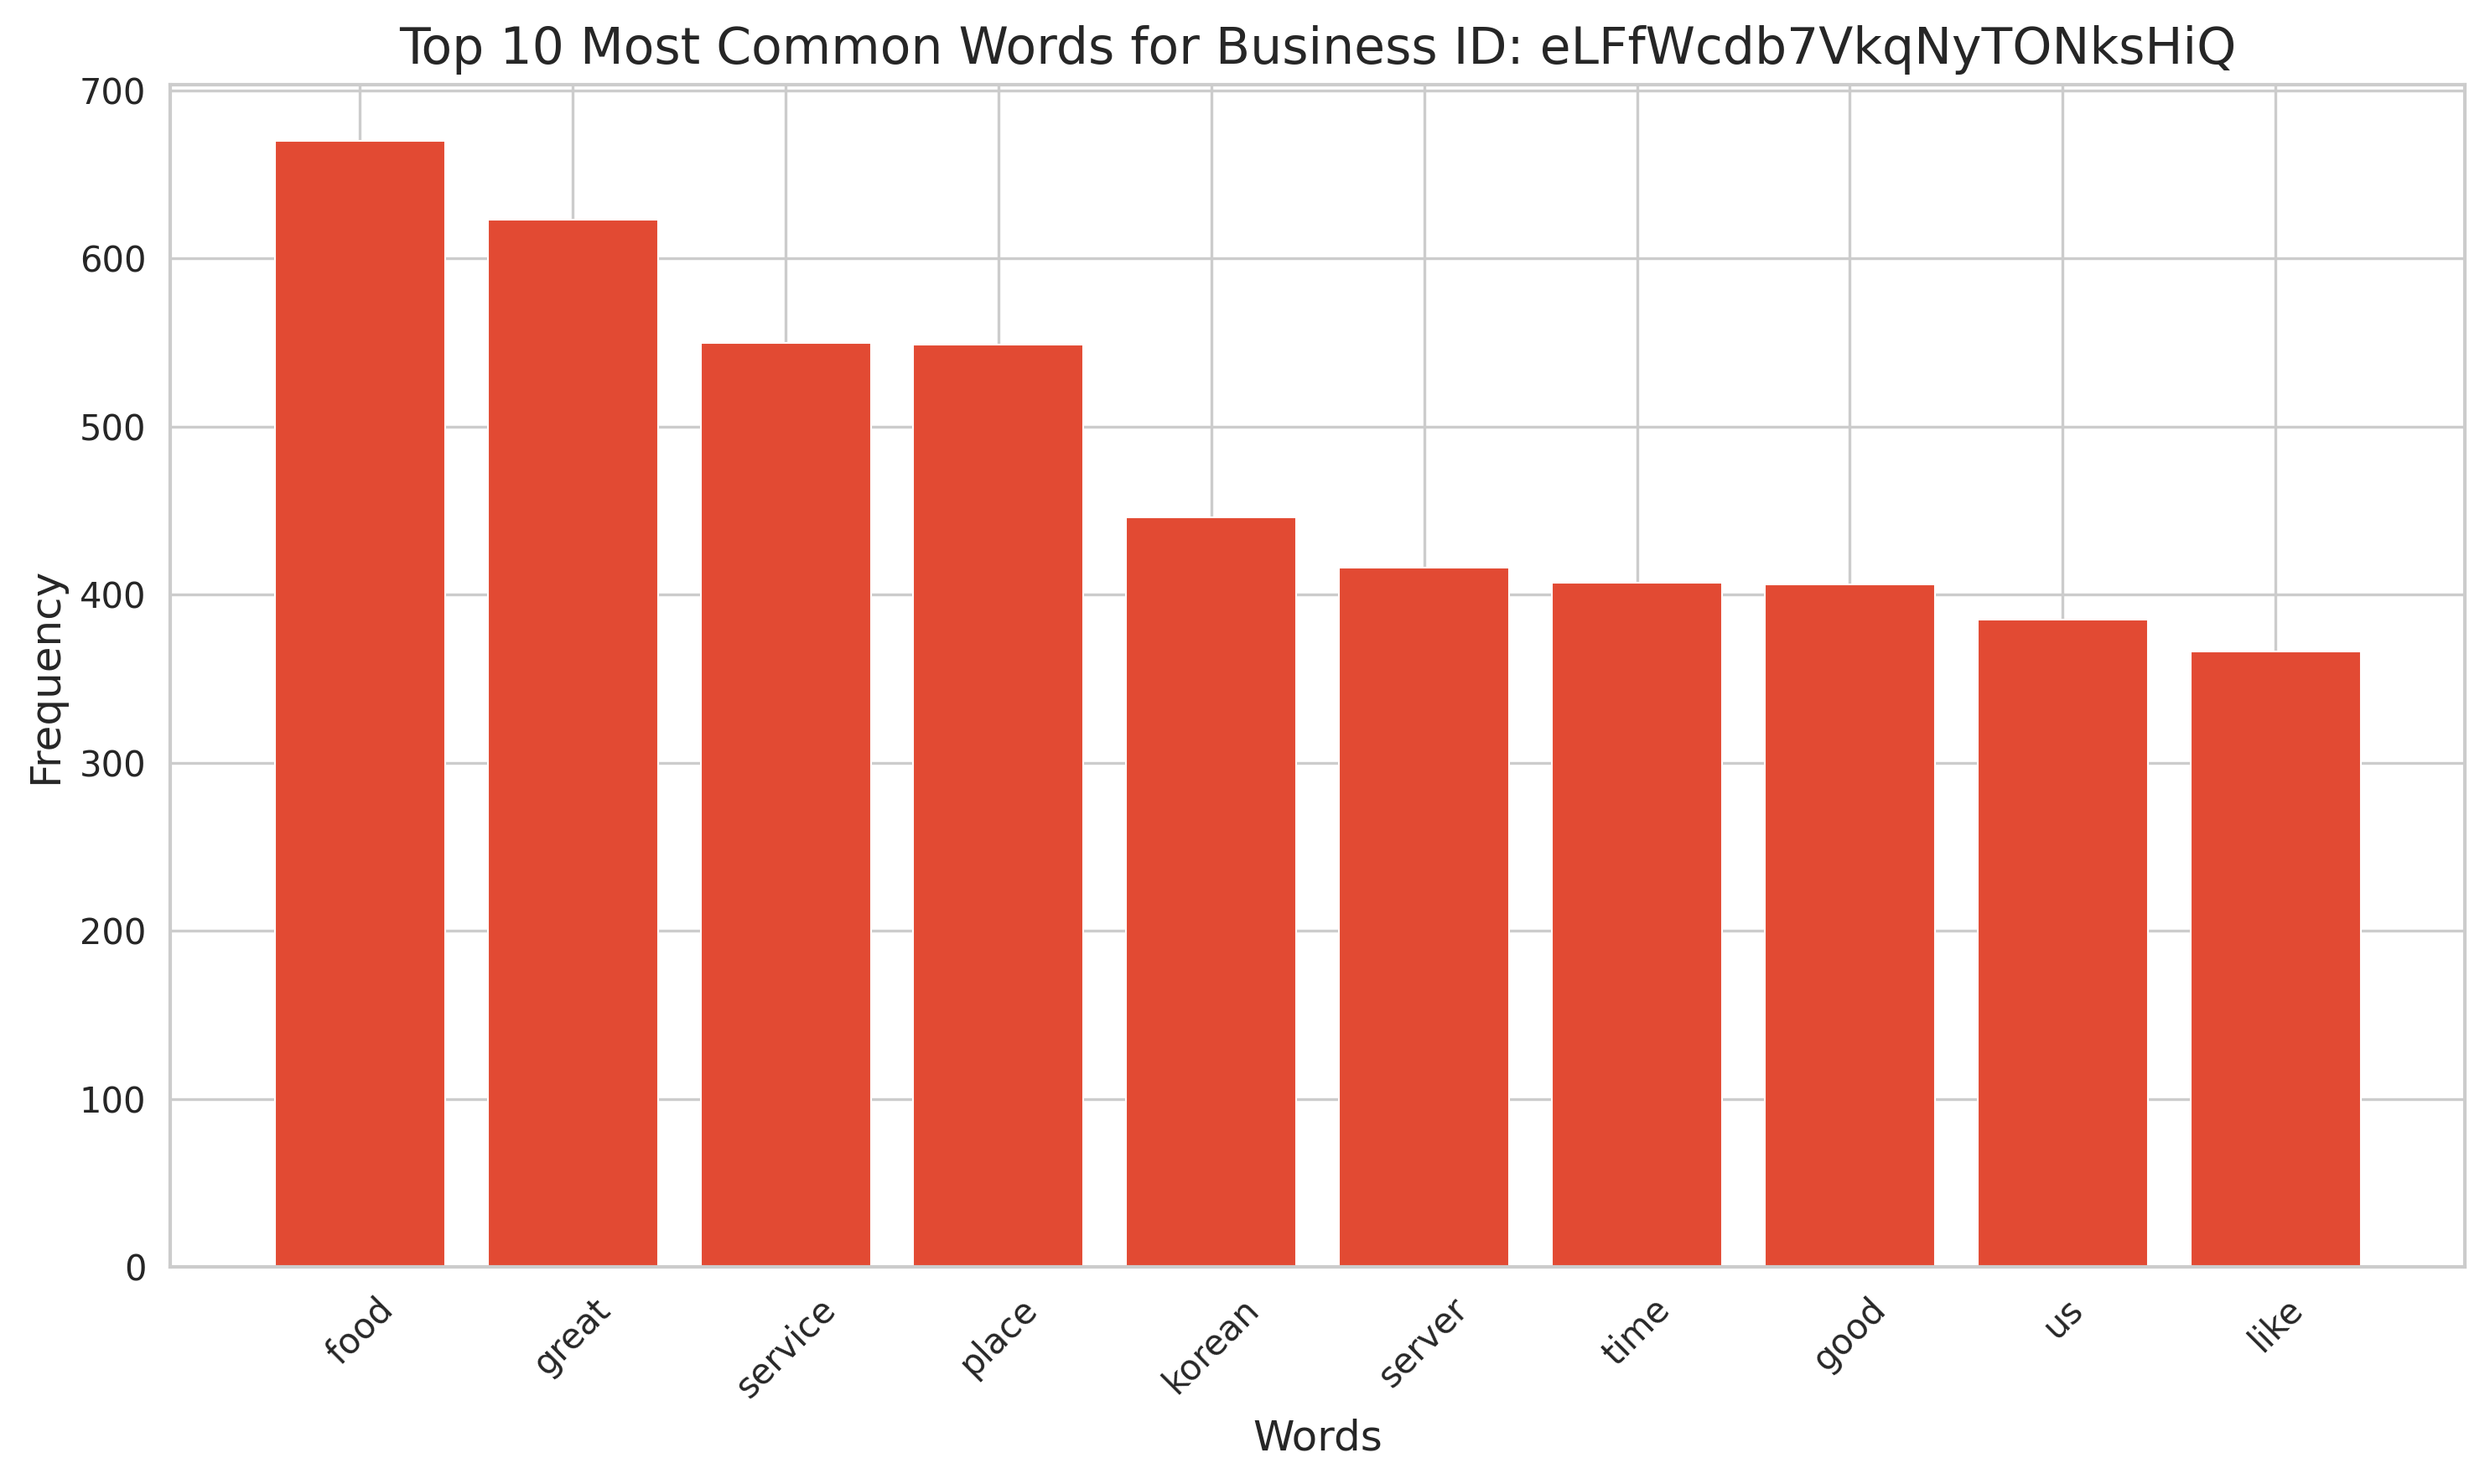 Top 10 Most Common Words for Business ID: eLFfWcdb7VkqNyTONksHiQ
700
600
500
400
300
200
100
0
Frequency
food
great
service
place
korean
server
time
good
us
like
Words